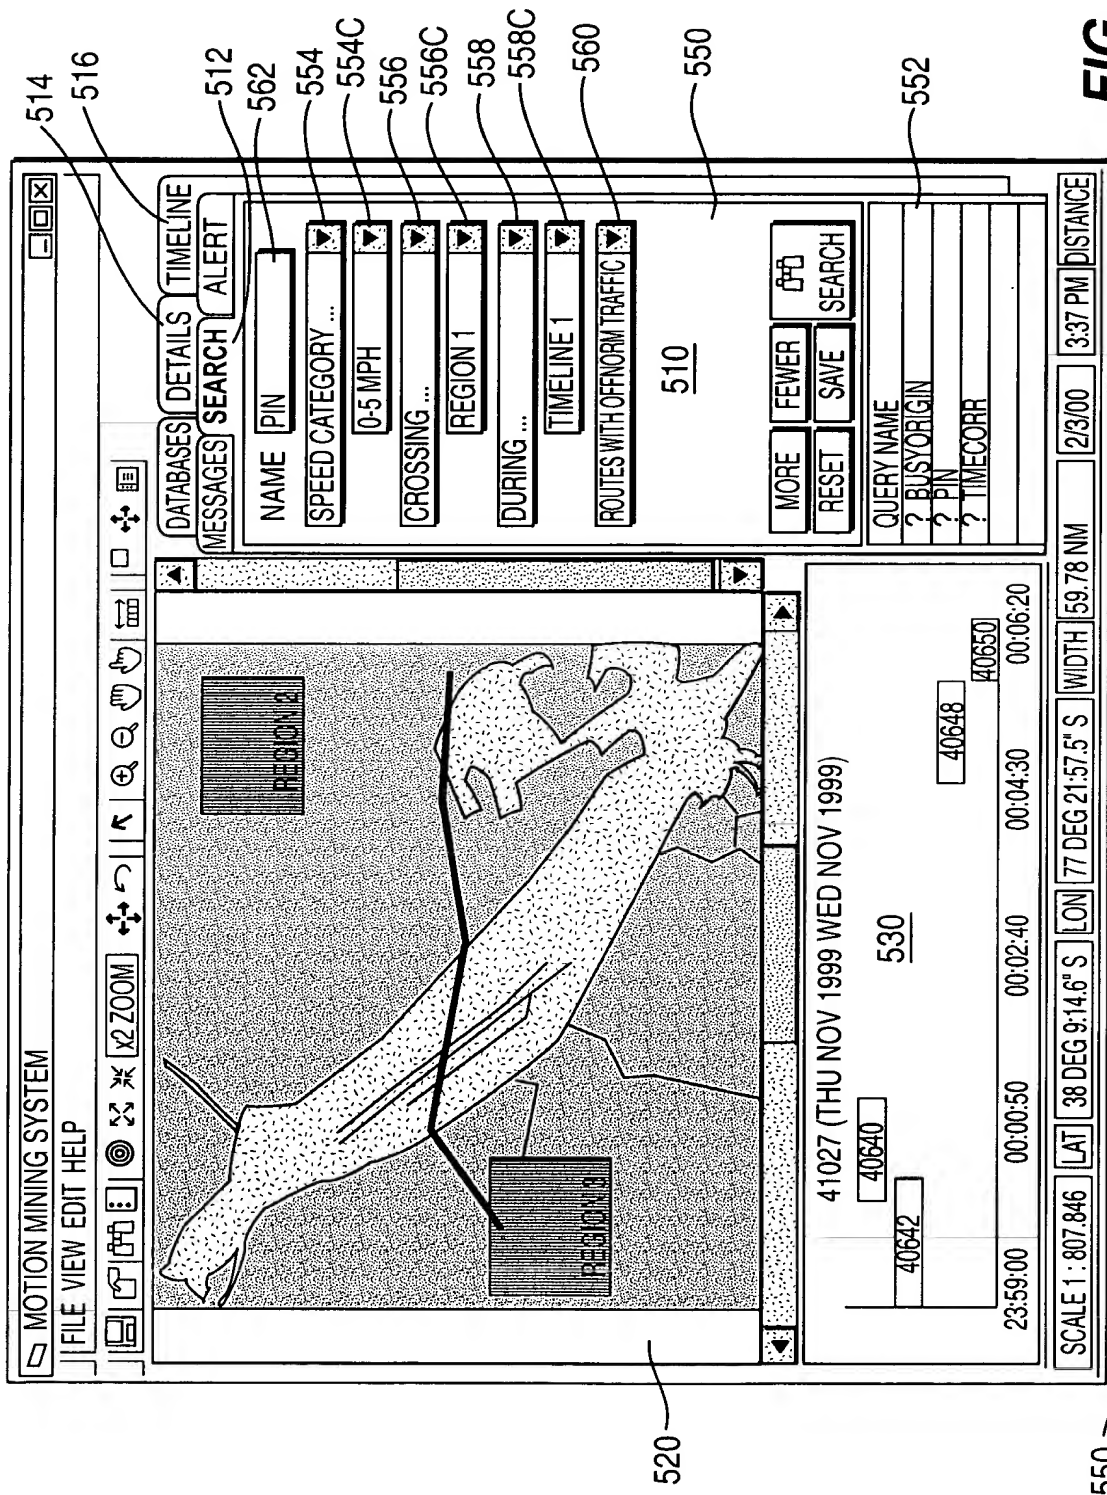 MOTION MINING SYSTEM
FILE VIEW EDIT HELP
x2 ZOOM
DATABASES DETAILS TIMELINE
MESSAGES SEARCH ALERT
NAME PIN
SPEED CATEGORY ...
0-5 MPH
CROSSING ...
REGION 1
DURING ...
TIMELINE 1
ROUTES WITH OFFNORM TRAFFIC
510
MORE FEWER
RESET SAVE
SEARCH
QUERY NAME
? BUSYORIGIN
? PIN
? TIMECORR
REGION 2
REGION 3
41027 (THU NOV 1999 WED NOV 1999)
40640
40642
530
40648
40650
23:59:00 00:00:50 00:02:40 00:04:30 00:06:20
SCALE 1 : 807.846 LAT 38 DEG 9:14.6" S LON 77 DEG 21:57.5" S WIDTH 59.78 NM 2/3/00 3:37 PM DISTANCE
514
516
512
562
554
554C
556
556C
558
558C
560
550
552
520
550
FIG